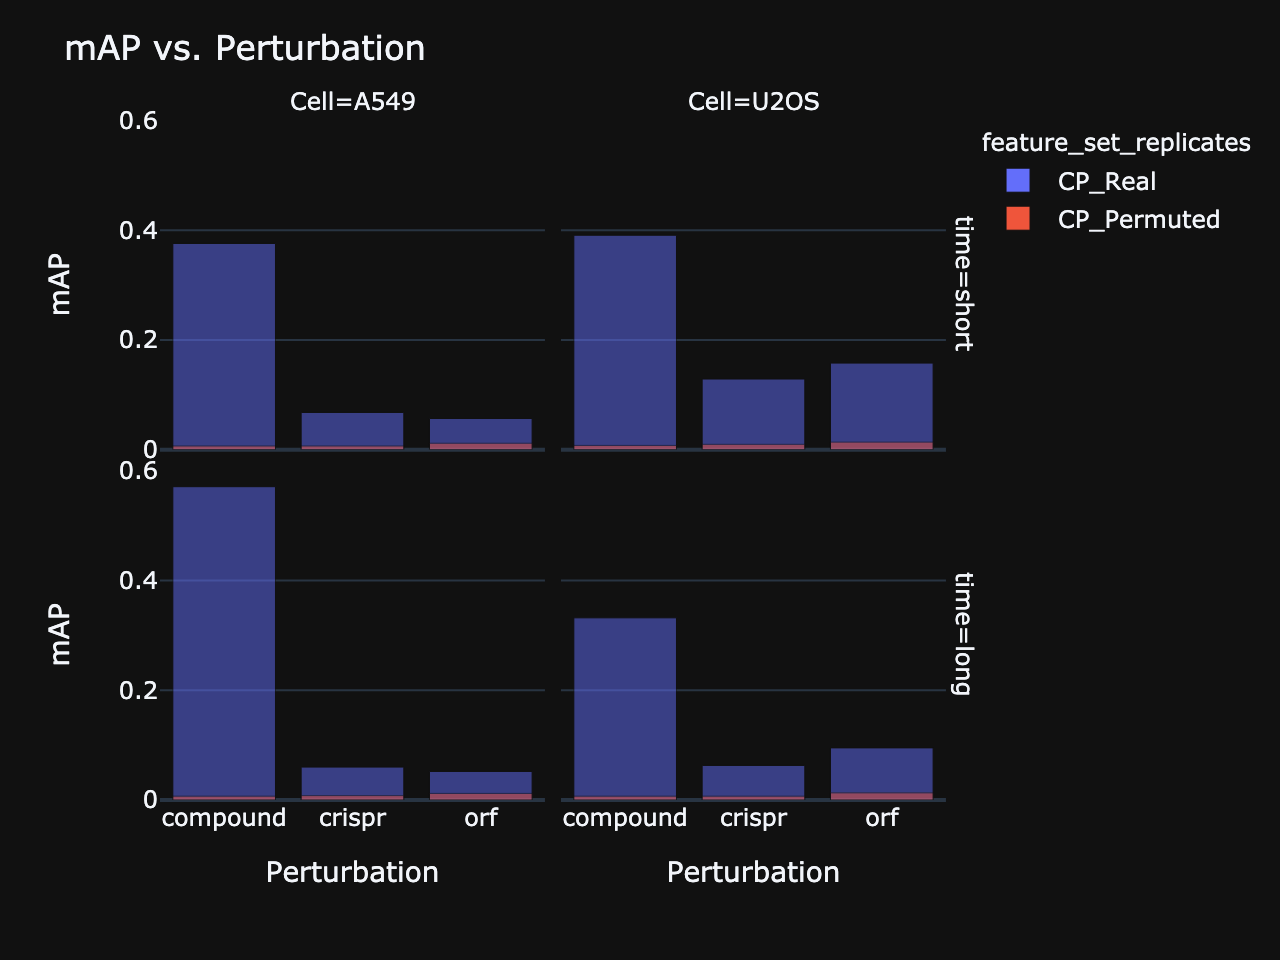 mAP vs. Perturbation
Cell=A549
Cell=U2OS
feature_set_replicates
CP_Real
CP_Permuted
0.6
0.4
0.2
0
mAP
time=short
0.6
0.4
0.2
0
mAP
time=long
compound crispr orf
compound crispr orf
Perturbation
Perturbation